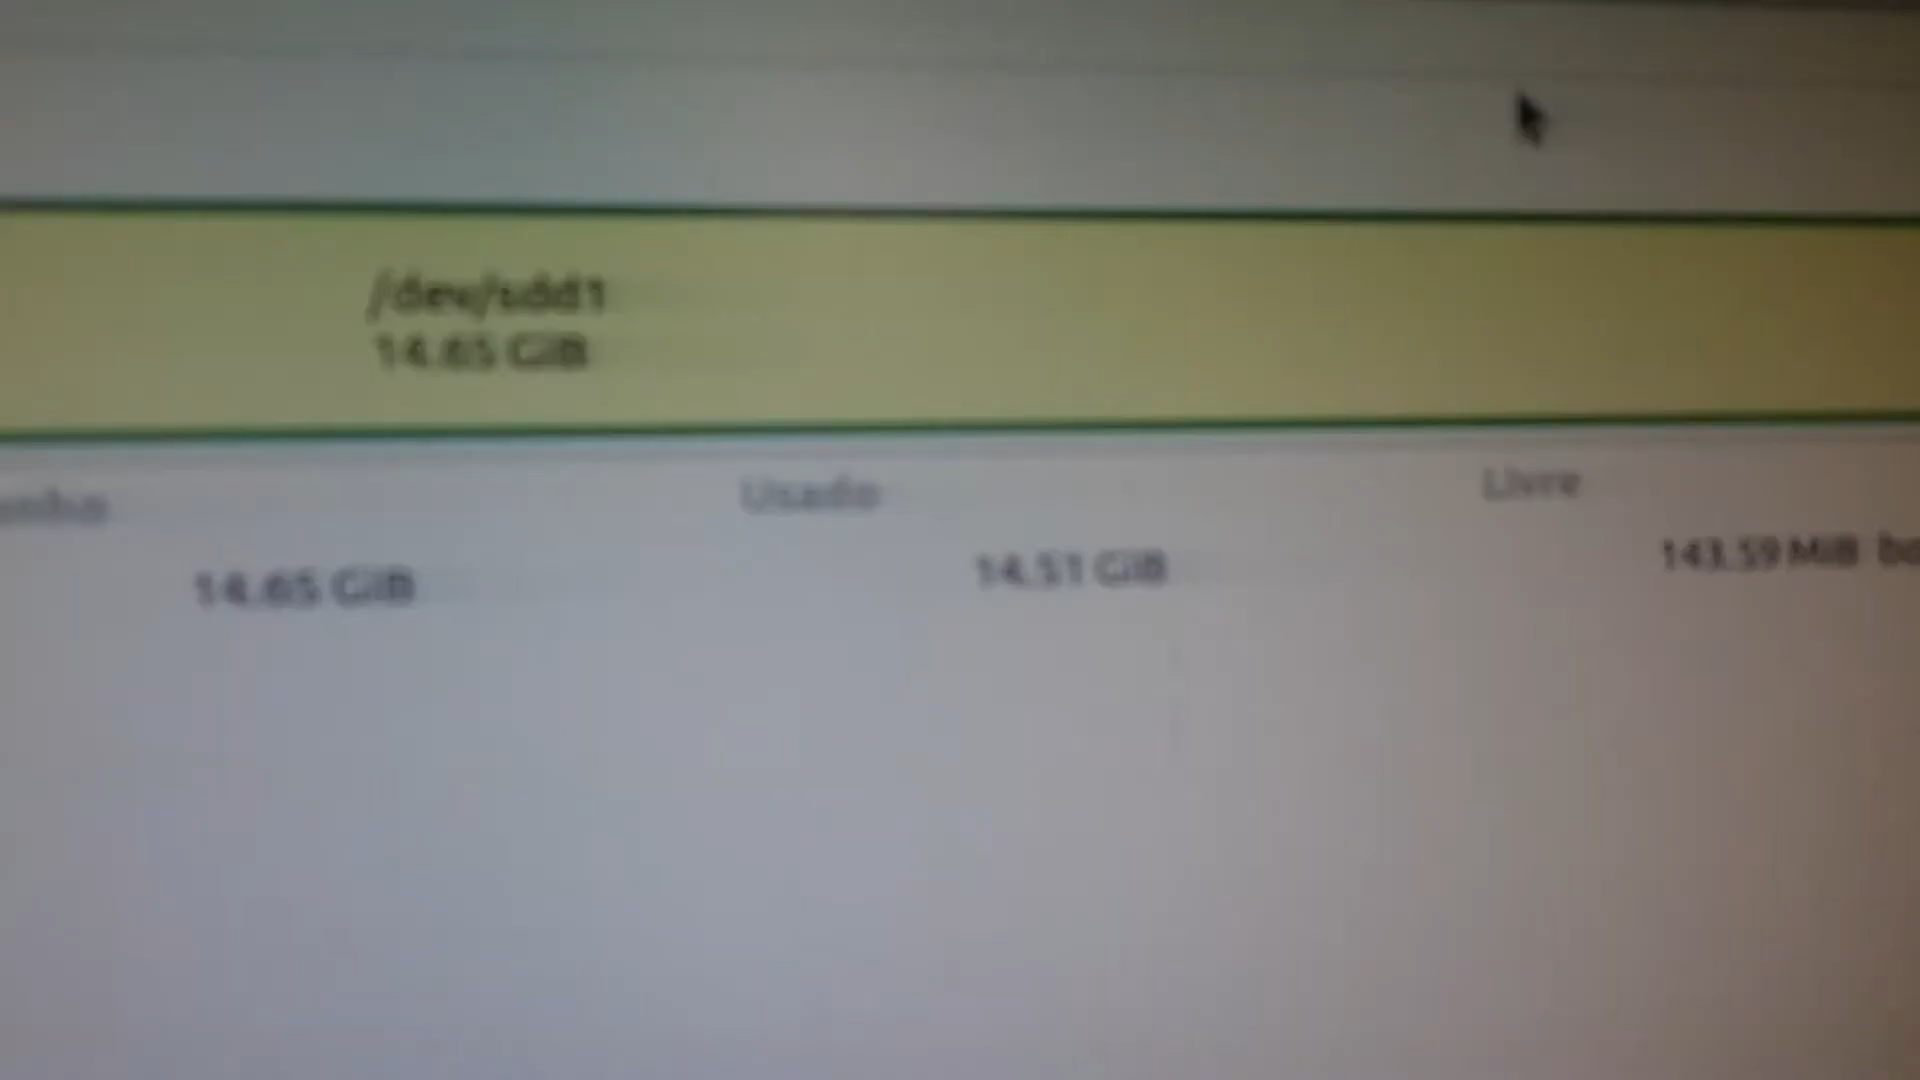 /dev/sdd1
14.65 GiB
Usado
Livre
14.65 GiB
14.51 GiB
143.59 MiB